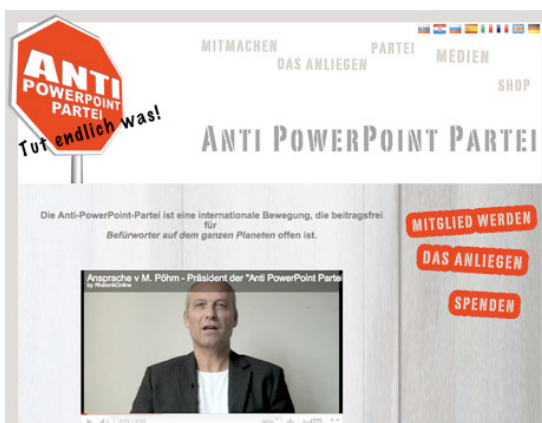 MITMACHEN
PARTEI
DAS ANLIEGEN
MEDIEN
SHOP
ANTI
POWERPOINT
PARTEI
Tut endlich was!
ANTI POWERPOINT PARTEI
Die Anti-PowerPoint-Partei ist eine internationale Bewegung, die beitragsfrei
für
Befürworter auf dem ganzen Planeten offen ist.
MITGLIED WERDEN
DAS ANLIEGEN
SPENDEN
Ansprache v M. Pöhm - Präsident der "Anti PowerPoint Partei
by RhetorikOnline